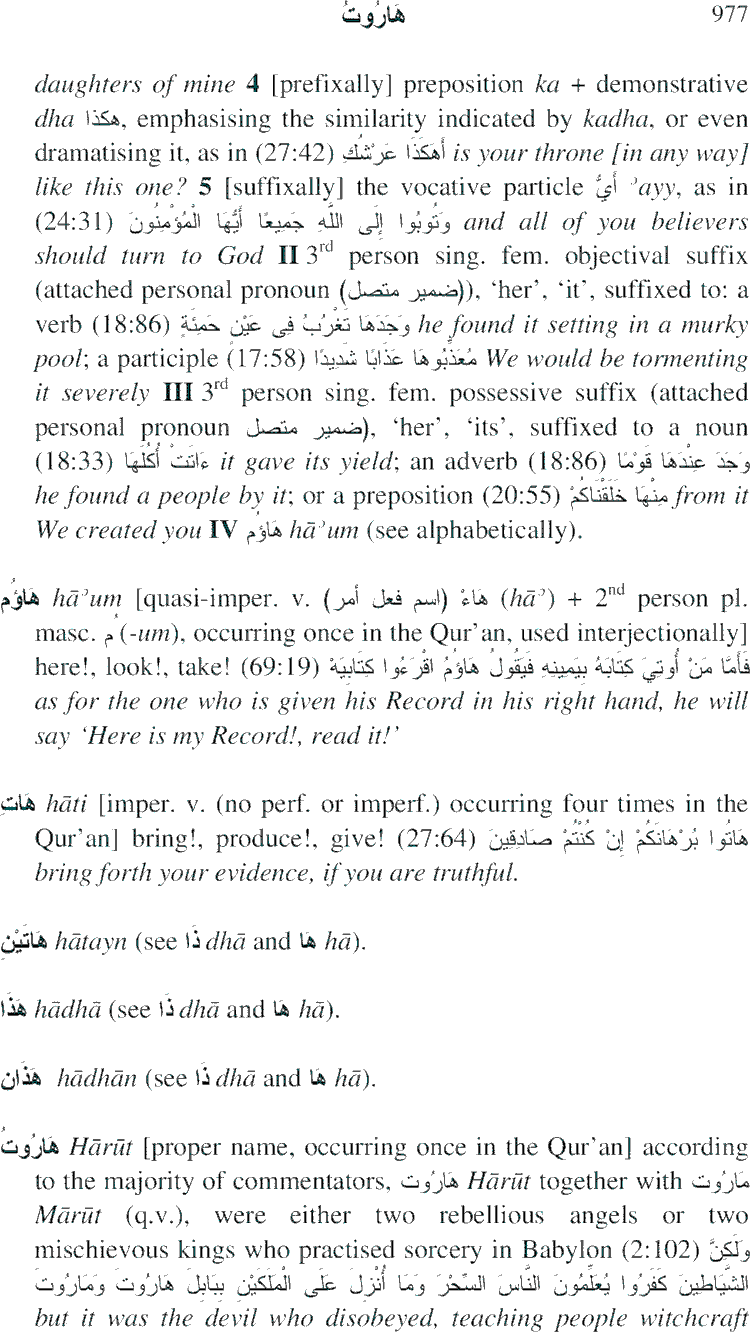 هَارُوتُ 977
daughters of mine 4 [prefixally] preposition ka + demonstrative
dha هكذا, emphasising the similarity indicated by kadha, or even
dramatising it, as in (27:42) أَهَكَذَا عَرْشُكِ is your throne [in any way]
like this one? 5 [suffixally] the vocative particle أَيُّ ʾayy, as in
(24:31) وَتُوبُوا إِلَى اللَّهِ جَمِيعًا أَيُّهَا الْمُؤْمِنُونَ and all of you believers
should turn to God II 3rd person sing. fem. objectival suffix
(attached personal pronoun (ضمير متصل)), ‘her’, ‘it’, suffixed to: a
verb (18:86) وَجَدَهَا تَغْرُبُ فِى عَيْنٍ حَمِئَةٍ he found it setting in a murky
pool; a participle (17:58) مُعَذِّبُوهَا عَذَابًا شَدِيدًا We would be tormenting
it severely III 3rd person sing. fem. possessive suffix (attached
personal pronoun ضمير متصل), ‘her’, ‘its’, suffixed to a noun
(18:33) ءَاتَتْ أُكُلَهَا it gave its yield; an adverb (18:86) وَجَدَ عِنْدَهَا قَوْمًا
he found a people by it; or a preposition (20:55) مِنْهَا خَلَقْنَاكُمْ from it
We created you IV هَاؤُم hāʾum (see alphabetically).
هَاؤُم hāʾum [quasi-imper. v. (اسم فعل أمر) هَاءْ (hāʾ) + 2nd person pl.
masc. ُم (-um), occurring once in the Qur’an, used interjectionally]
here!, look!, take! (69:19) فَأَمَّا مَنْ أُوتِيَ كِتَابَهُ بِيَمِينِهِ فَيَقُولُ هَاؤُمُ اقْرَءُوا كِتَابِيَهْ
as for the one who is given his Record in his right hand, he will
say ‘Here is my Record!, read it!’
هَاتِ hāti [imper. v. (no perf. or imperf.) occurring four times in the
Qur’an] bring!, produce!, give! (27:64) هَاتُوا بُرْهَانَكُمْ إِنْ كُنْتُمْ صَادِقِينَ
bring forth your evidence, if you are truthful.
هَاتَيْنِ hātayn (see ذَا dhā and هَا hā).
هَذَا hādhā (see ذَا dhā and هَا hā).
هَذَان hādhān (see ذَا dhā and هَا hā).
هَارُوتُ Hārūt [proper name, occurring once in the Qur’an] according
to the majority of commentators, هَارُوت Hārūt together with مَارُوت
Mārūt (q.v.), were either two rebellious angels or two
mischievous kings who practised sorcery in Babylon (2:102) وَلَكِنَّ
الشَّيَاطِينَ كَفَرُوا يُعَلِّمُونَ النَّاسَ السِّحْرَ وَمَا أُنْزِلَ عَلَى الْمَلَكَيْنِ بِبَابِلَ هَارُوتَ وَمَارُوتَ
but it was the devil who disobeyed, teaching people witchcraft